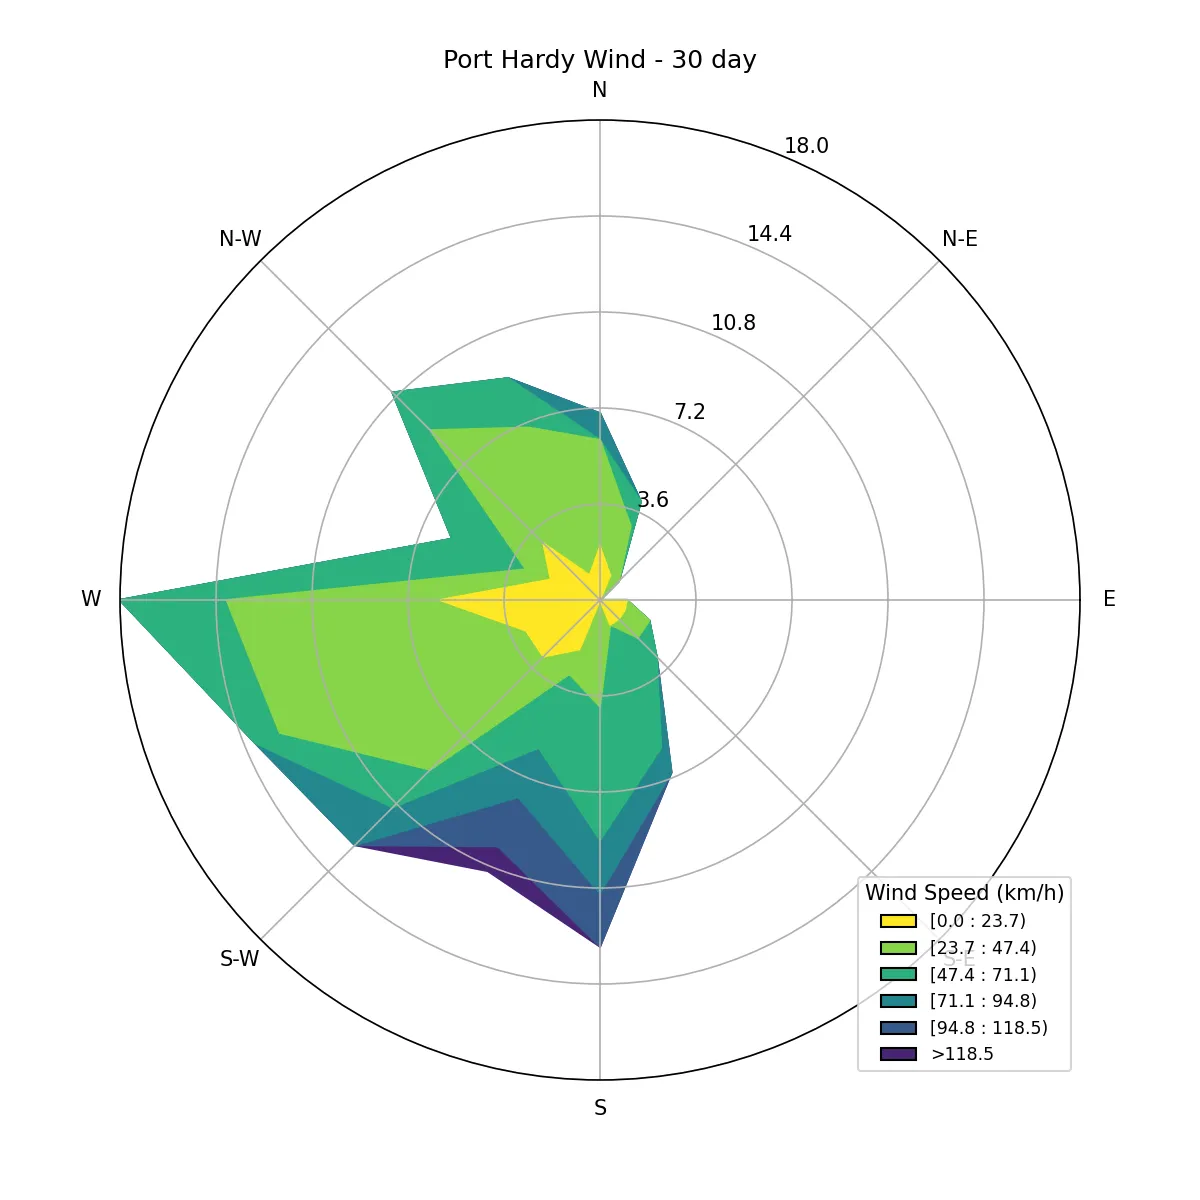 Port Hardy Wind - 30 day
N
18.0
N-W
14.4
N-E
10.8
7.2
3.6
W
E
S-W
S-E
S
Wind Speed (km/h)
[0.0 : 23.7)
[23.7 : 47.4)
[47.4 : 71.1)
[71.1 : 94.8)
[94.8 : 118.5)
>118.5